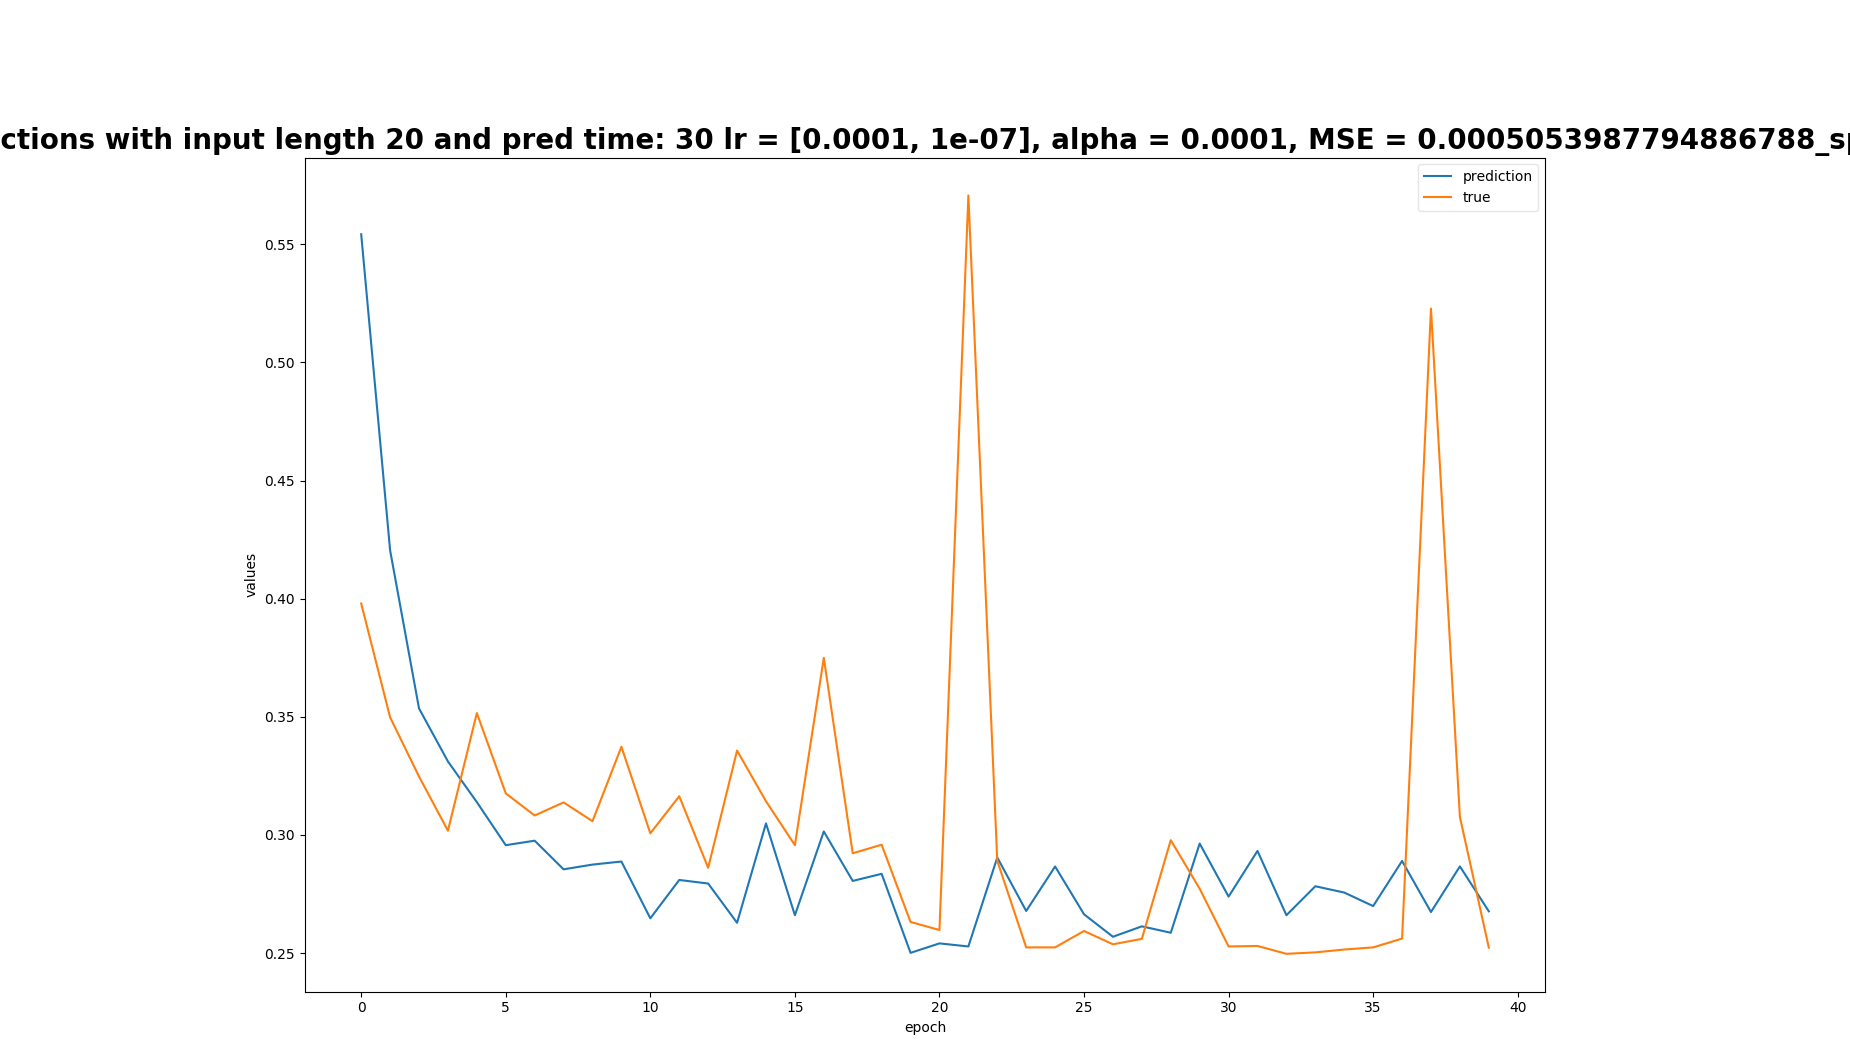 ctions with input length 20 and pred time: 30 lr = [0.0001, 1e-07], alpha = 0.0001, MSE = 0.0005053987794886788_sp
prediction
true
0.55
0.50
0.45
0.40
0.35
0.30
0.25
values
0 5 10 15 20 25 30 35 40
epoch